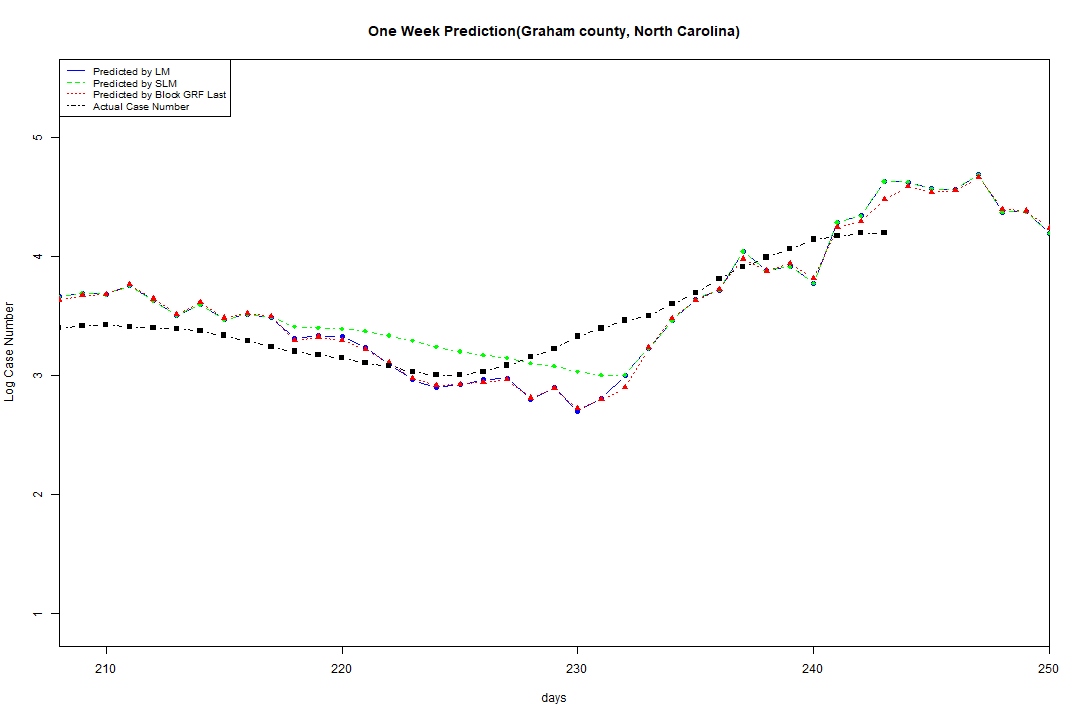 One Week Prediction(Graham county, North Carolina)
Predicted by LM
Predicted by SLM
Predicted by Block GRF Last
Actual Case Number
5
4
3
2
1
Log Case Number
210 220 230 240 250
days